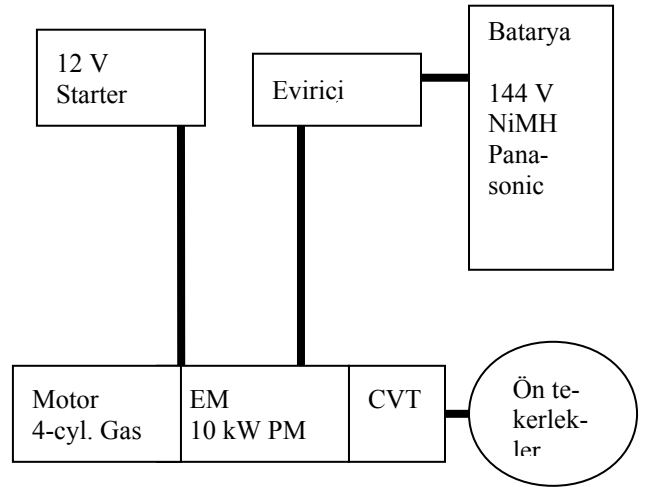 12 V
Starter
Evirici
Batarya
144 V
NiMH
Pana-
sonic
Motor
4-cyl. Gas
EM
10 kW PM
CVT
Ön te-
kerlek-
ler